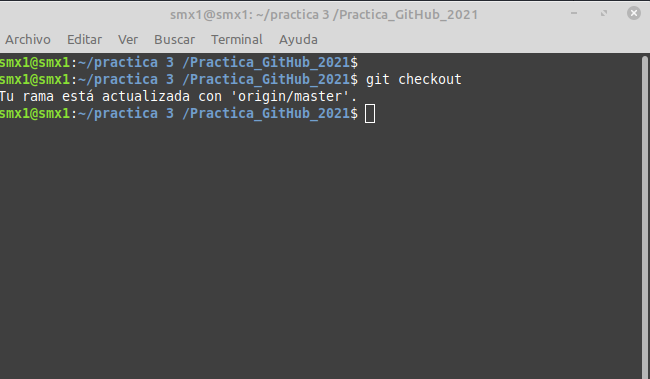 smx1@smx1: ~/practica 3 /Practica_GitHub_2021
Archivo Editar Ver Buscar Terminal Ayuda
smx1@smx1:~/practica 3 /Practica_GitHub_2021$
smx1@smx1:~/practica 3 /Practica_GitHub_2021$ git checkout
Tu rama está actualizada con 'origin/master'.
smx1@smx1:~/practica 3 /Practica_GitHub_2021$